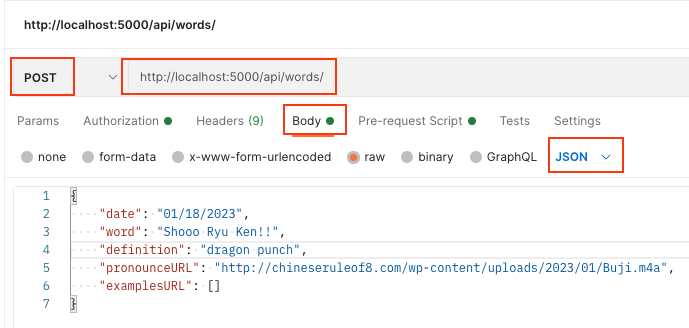 http://localhost:5000/api/words/
POST http://localhost:5000/api/words/
Params Authorization Headers (9) Body Pre-request Script Tests Settings
none form-data x-www-form-urlencoded raw binary GraphQL JSON
1 {
2 "date": "01/18/2023",
3 "word": "Shooo Ryu Ken!!",
4 "definition": "dragon punch",
5 "pronounceURL": "http://chineseruleof8.com/wp-content/uploads/2023/01/Buji.m4a",
6 "examplesURL": []
7 }